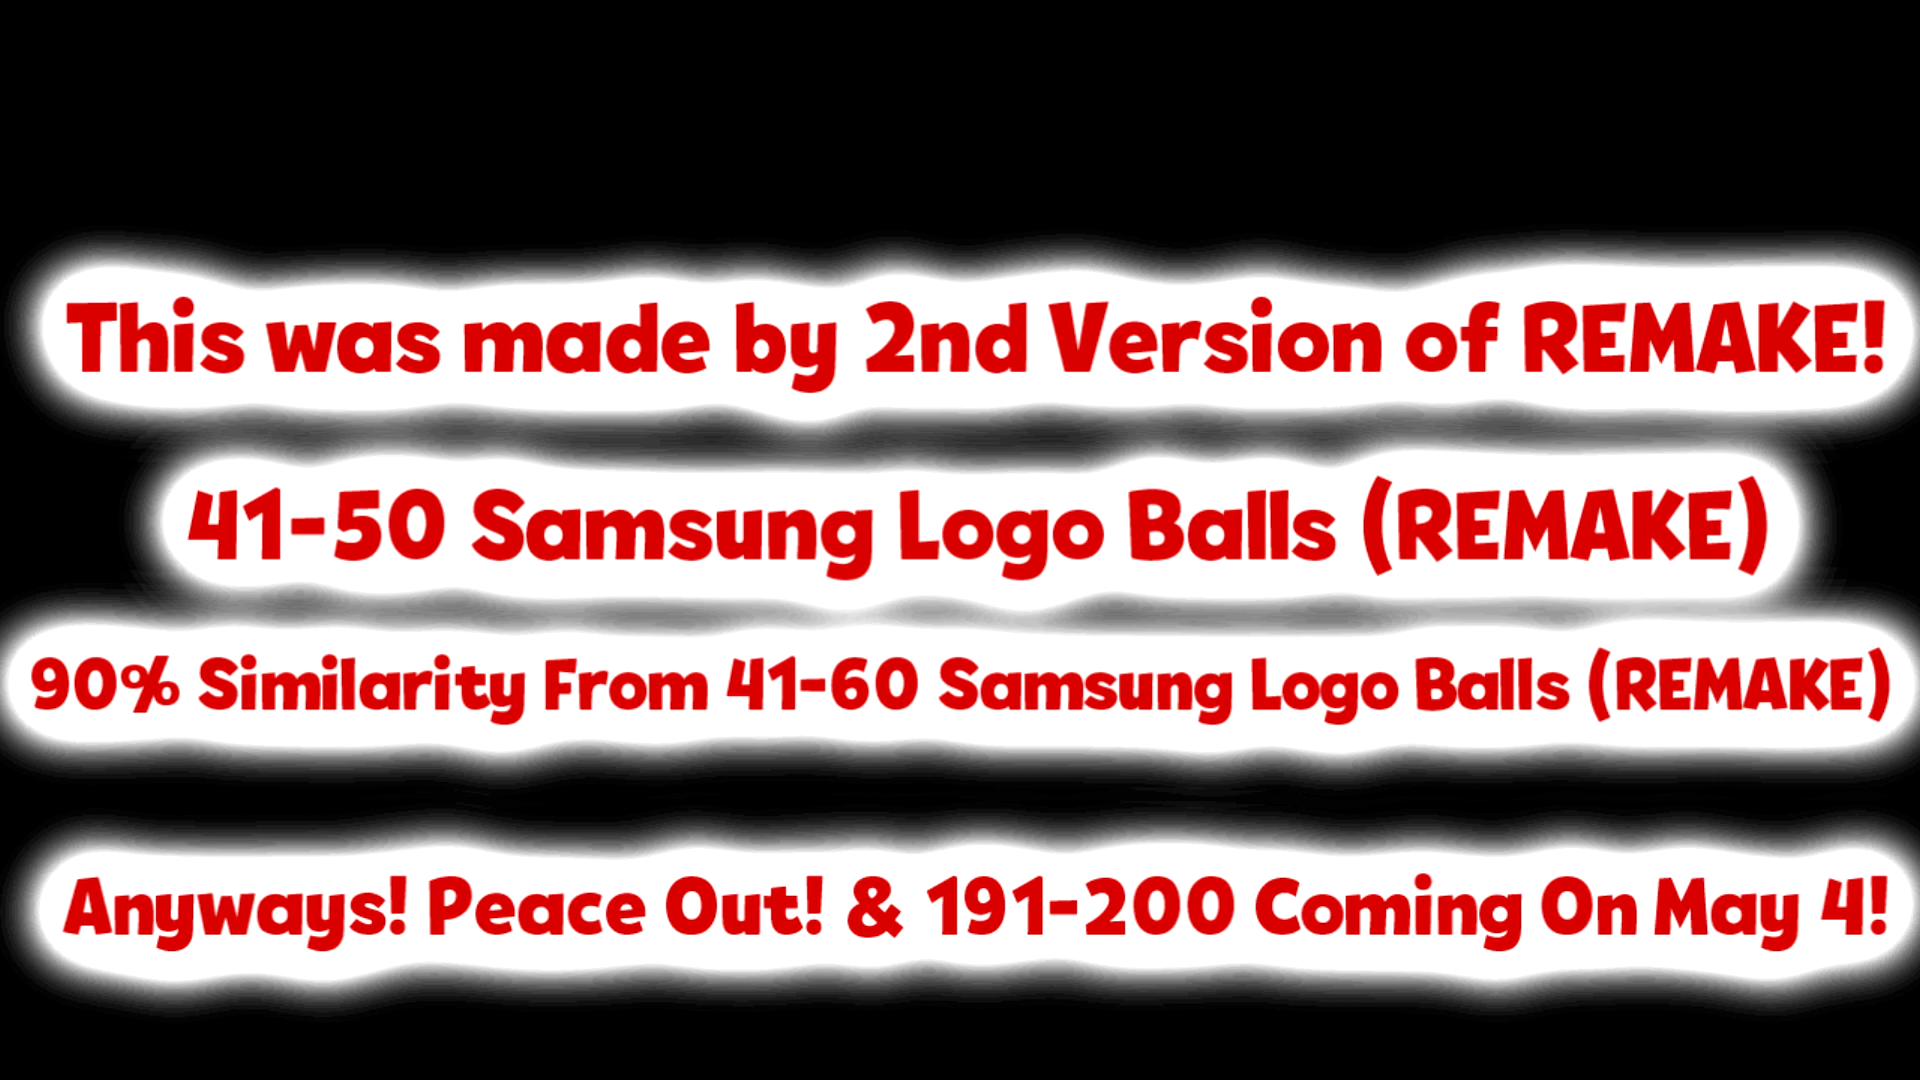 This was made by 2nd Version of REMAKE!
41-50 Samsung Logo Balls (REMAKE)
90% Similarity From 41-60 Samsung Logo Balls (REMAKE)
Anyways! Peace Out! & 191-200 Coming On May 4!